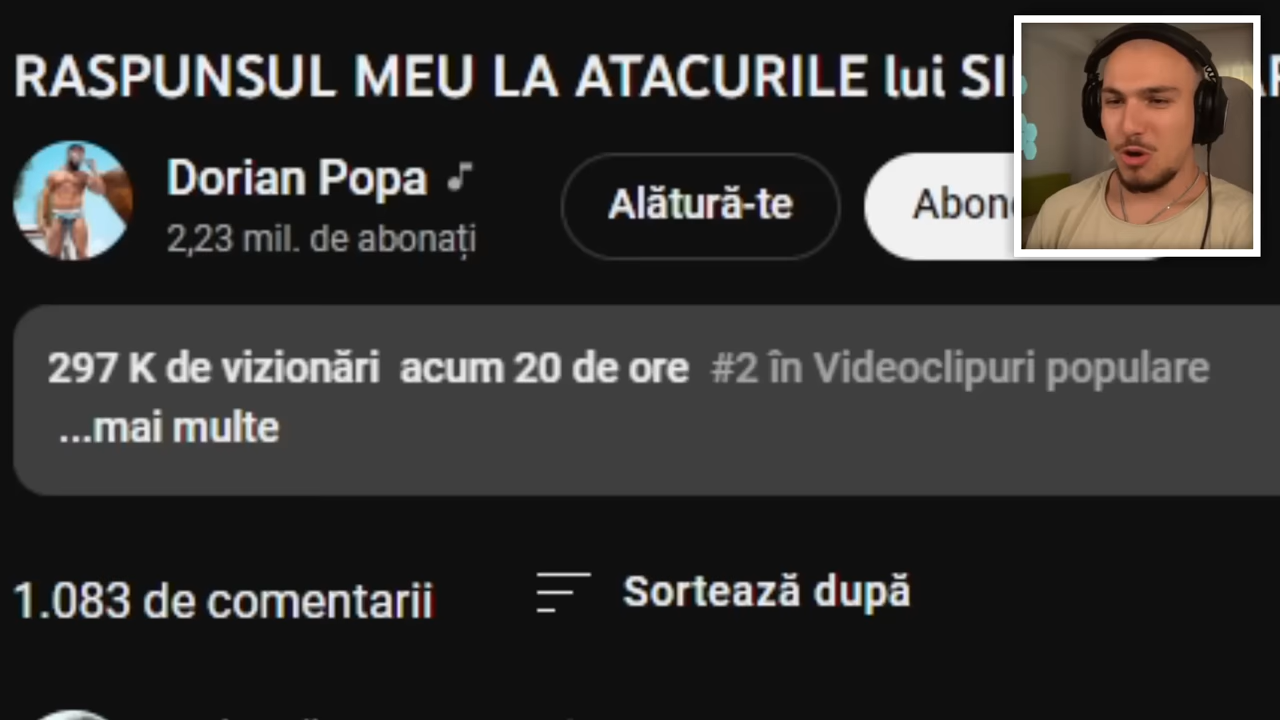 RASPUNSUL MEU LA ATACURILE lui
Dorian Popa
2,23 mil. de abonați
Alătură-te
297 K de vizionări acum 20 de ore #2 în Videoclipuri populare
...mai multe
1.083 de comentarii
Sortează după